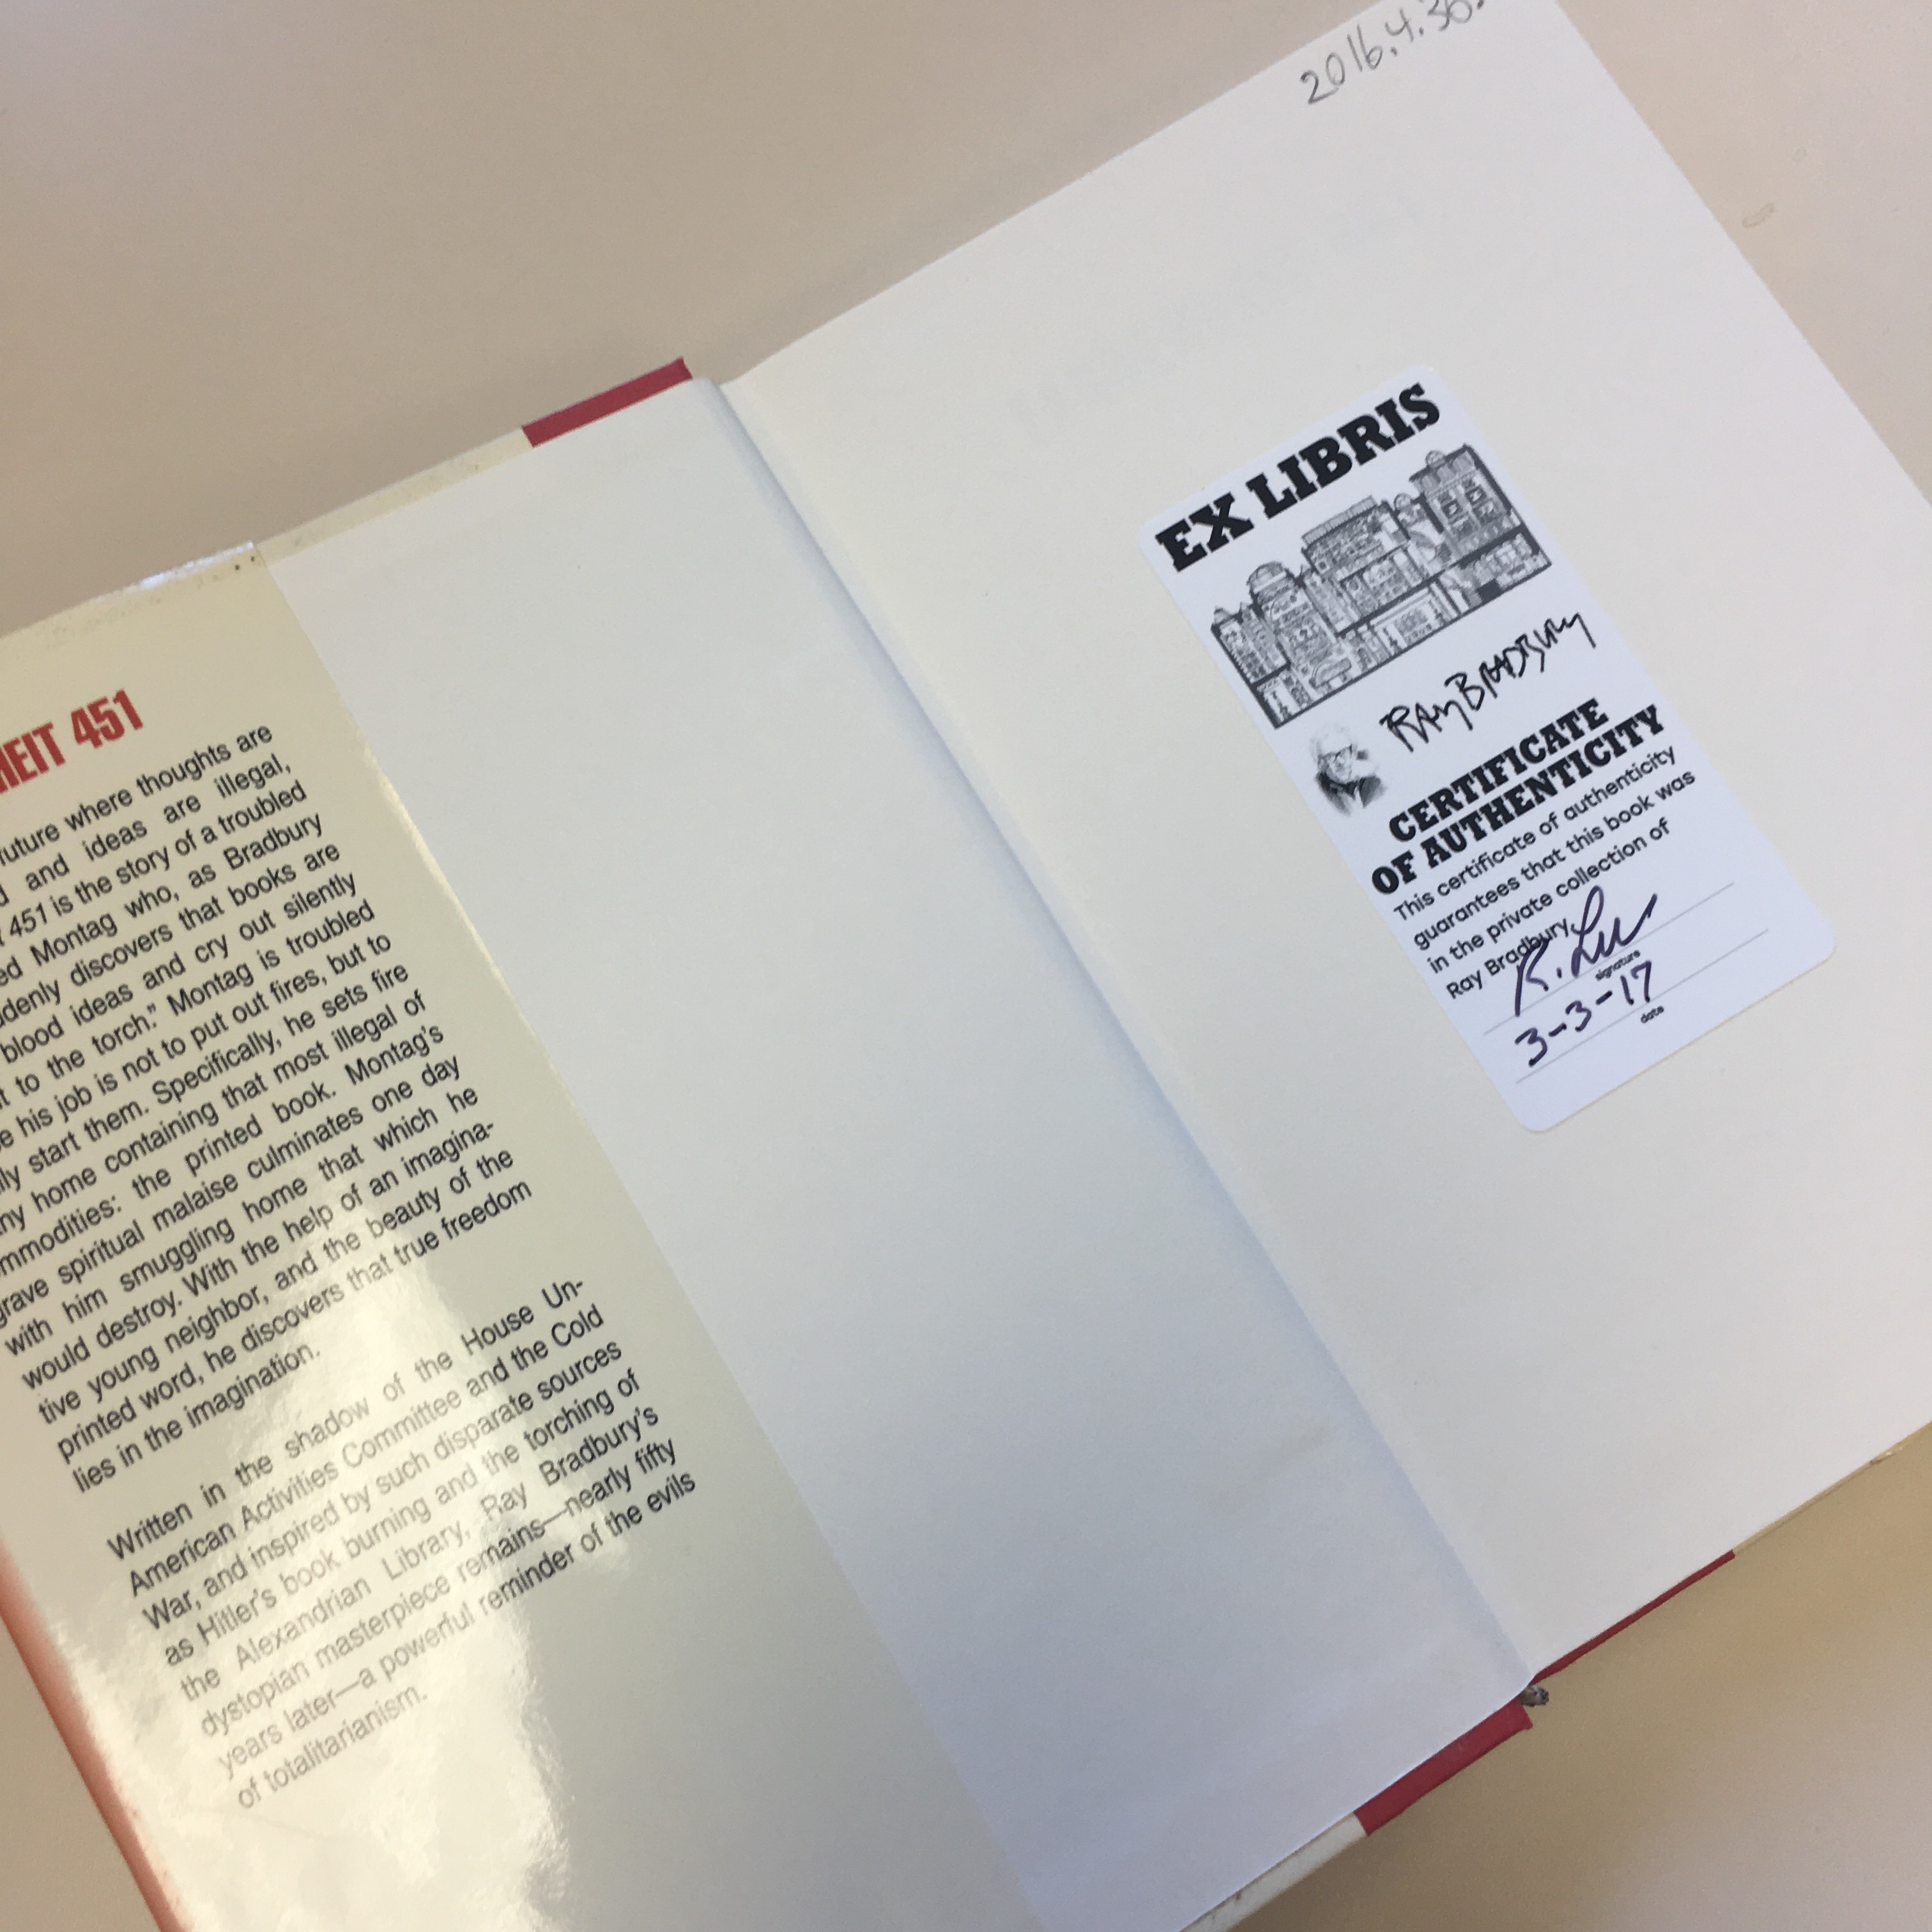 HEIT 451
future where thoughts are
and ideas are illegal,
451 is the story of a troubled
Montag who, as Bradbury
discovers that books are
blood ideas and cry out silently
to the torch." Montag is troubled
his job is not to put out fires, but to
start them. Specifically, he sets fire
home containing that most illegal of
the printed book. Montag's
grave spiritual malaise culminates one day
with him smuggling home that which he
would destroy. With the help of an imagina-
tive young neighbor, and the beauty of the
printed word, he discovers that true freedom
lies in the imagination.
Written in the shadow of the House Un-
American Activities Committee and the Cold
War, and inspired by such disparate sources
as Hitler's book burning and the torching of
the Alexandrian Library, Ray Bradbury's
dystopian masterpiece remains—nearly fifty
years later—a powerful reminder of the evils
of totalitarianism.
2016.4.36.
EX LIBRIS
RAY BRADBURY
CERTIFICATE
OF AUTHENTICITY
This certificate of authenticity
guarantees that this book was
in the private collection of
Ray Bradbury.
signature
3-3-17
date